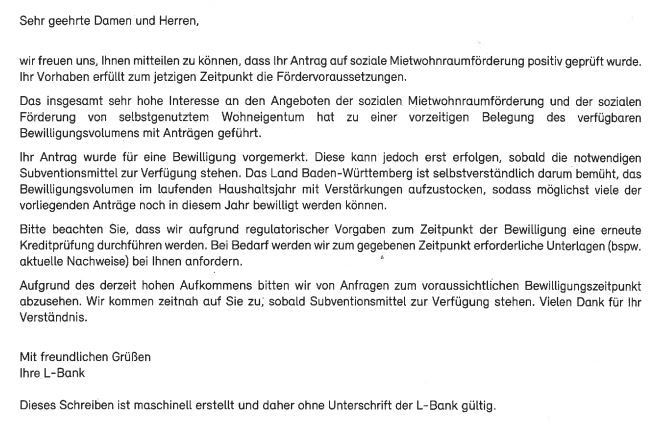 Sehr geehrte Damen und Herren,
wir freuen uns, Ihnen mitteilen zu können, dass Ihr Antrag auf soziale Mietwohnraumförderung positiv geprüft wurde.
Ihr Vorhaben erfüllt zum jetzigen Zeitpunkt die Fördervoraussetzungen.
Das insgesamt sehr hohe Interesse an den Angeboten der sozialen Mietwohnraumförderung und der sozialen
Förderung von selbstgenutztem Wohneigentum hat zu einer vorzeitigen Belegung des verfügbaren
Bewilligungsvolumens mit Anträgen geführt.
Ihr Antrag wurde für eine Bewilligung vorgemerkt. Diese kann jedoch erst erfolgen, sobald die notwendigen
Subventionsmittel zur Verfügung stehen. Das Land Baden-Württemberg ist selbstverständlich darum bemüht, das
Bewilligungsvolumen im laufenden Haushaltsjahr mit Verstärkungen aufzustocken, sodass möglichst viele der
vorliegenden Anträge noch in diesem Jahr bewilligt werden können.
Bitte beachten Sie, dass wir aufgrund regulatorischer Vorgaben zum Zeitpunkt der Bewilligung eine erneute
Kreditprüfung durchführen werden. Bei Bedarf werden wir zum gegebenen Zeitpunkt erforderliche Unterlagen (bspw.
aktuelle Nachweise) bei Ihnen anfordern.
Aufgrund des derzeit hohen Aufkommens bitten wir von Anfragen zum voraussichtlichen Bewilligungszeitpunkt
abzusehen. Wir kommen zeitnah auf Sie zu, sobald Subventionsmittel zur Verfügung stehen. Vielen Dank für Ihr
Verständnis.
Mit freundlichen Grüßen
Ihre L-Bank
Dieses Schreiben ist maschinell erstellt und daher ohne Unterschrift der L-Bank gültig.